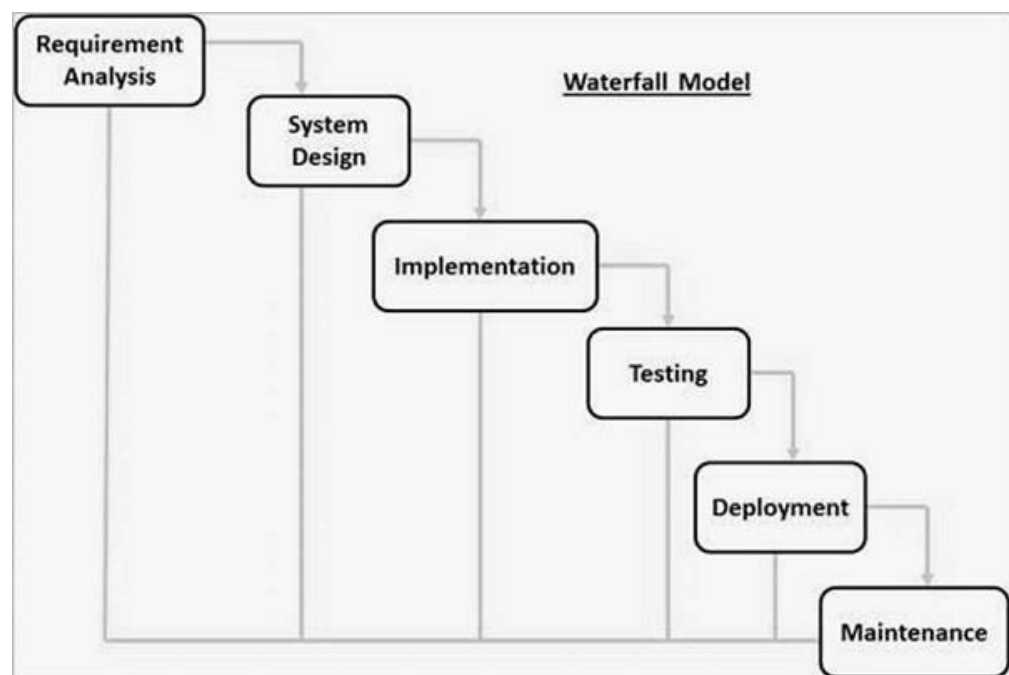 Requirement
Analysis
Waterfall Model
System
Design
Implementation
Testing
Deployment
Maintenance